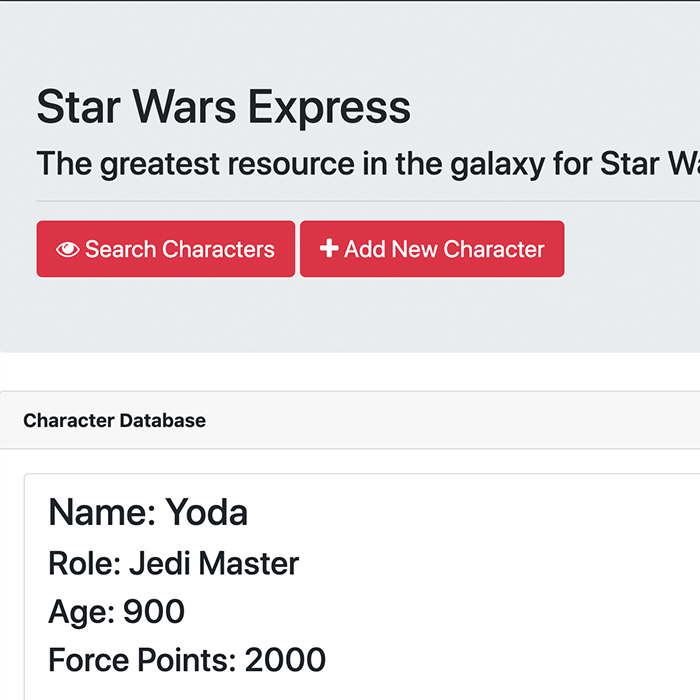 Star Wars Express
The greatest resource in the galaxy for Star
Search Characters
Add New Character
Character Database
Name: Yoda
Role: Jedi Master
Age: 900
Force Points: 2000